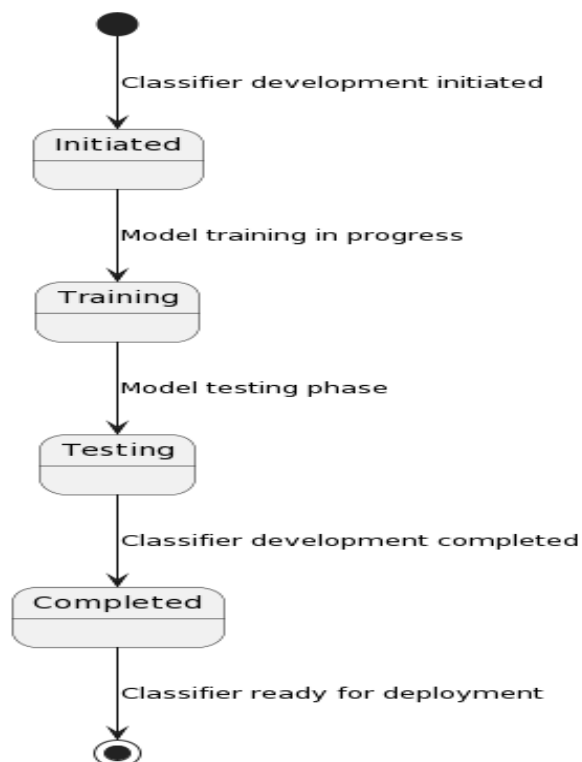 Classifier development initiated
Initiated
Model training in progress
Training
Model testing phase
Testing
Classifier development completed
Completed
Classifier ready for deployment